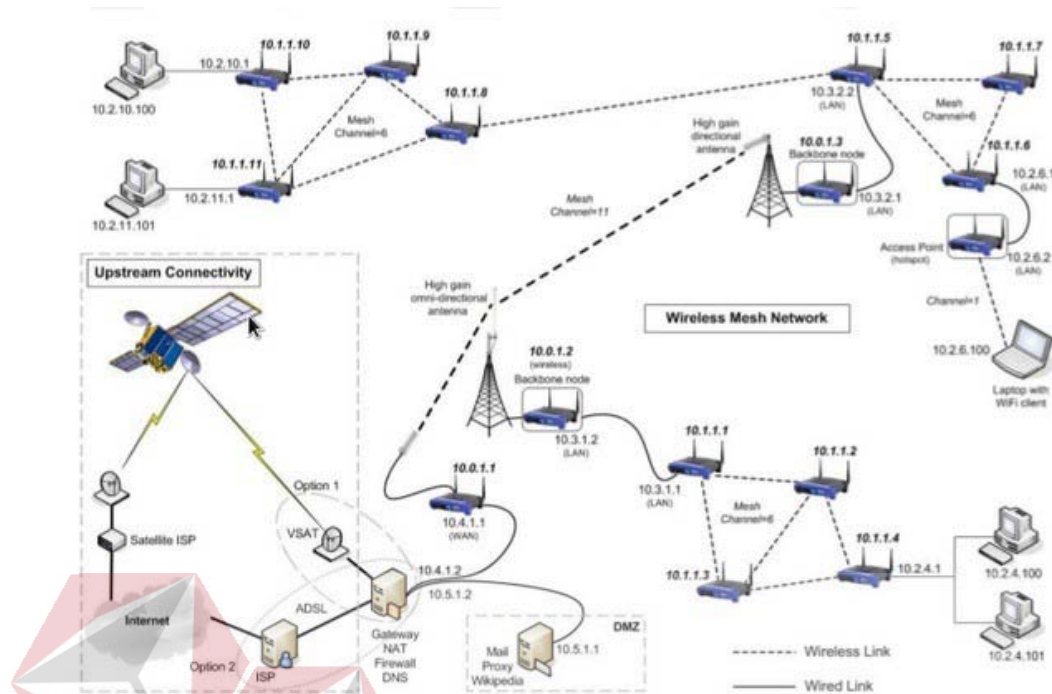 10.1.1.10
10.1.1.9
10.2.10.1
10.2.10.100
Mesh
Channel=6
10.1.1.8
10.1.1.11
10.2.11.1
10.2.11.101
10.1.1.5
10.1.1.7
10.3.2.2
(LAN)
Mesh
Channel=6
High gain
directional
antenna
10.0.1.3
Backbone node
10.3.2.1
(LAN)
10.1.1.6
10.2.6.1
(LAN)
Access Point
(hotspot)
10.2.6.2
(LAN)
Channel=1
10.2.6.100
Laptop with
WiFi client
Mesh
Channel=11
Upstream Connectivity
High gain
omni-directional
antenna
Wireless Mesh Network
10.0.1.2
(wireless)
Backbone node
10.3.1.2
(LAN)
10.0.1.1
10.4.1.1
(WAN)
10.1.1.1
10.3.1.1
(LAN)
10.1.1.2
Mesh
Channel=6
10.1.1.3
10.1.1.4
10.2.4.1
10.2.4.100
10.2.4.101
Option 1
VSAT
Satellite ISP
10.4.1.2
10.5.1.2
Internet
ADSL
Option 2
ISP
Gateway
NAT
Firewall
DNS
DMZ
Mail
Proxy
Wikipedia
10.5.1.1
Wireless Link
Wired Link